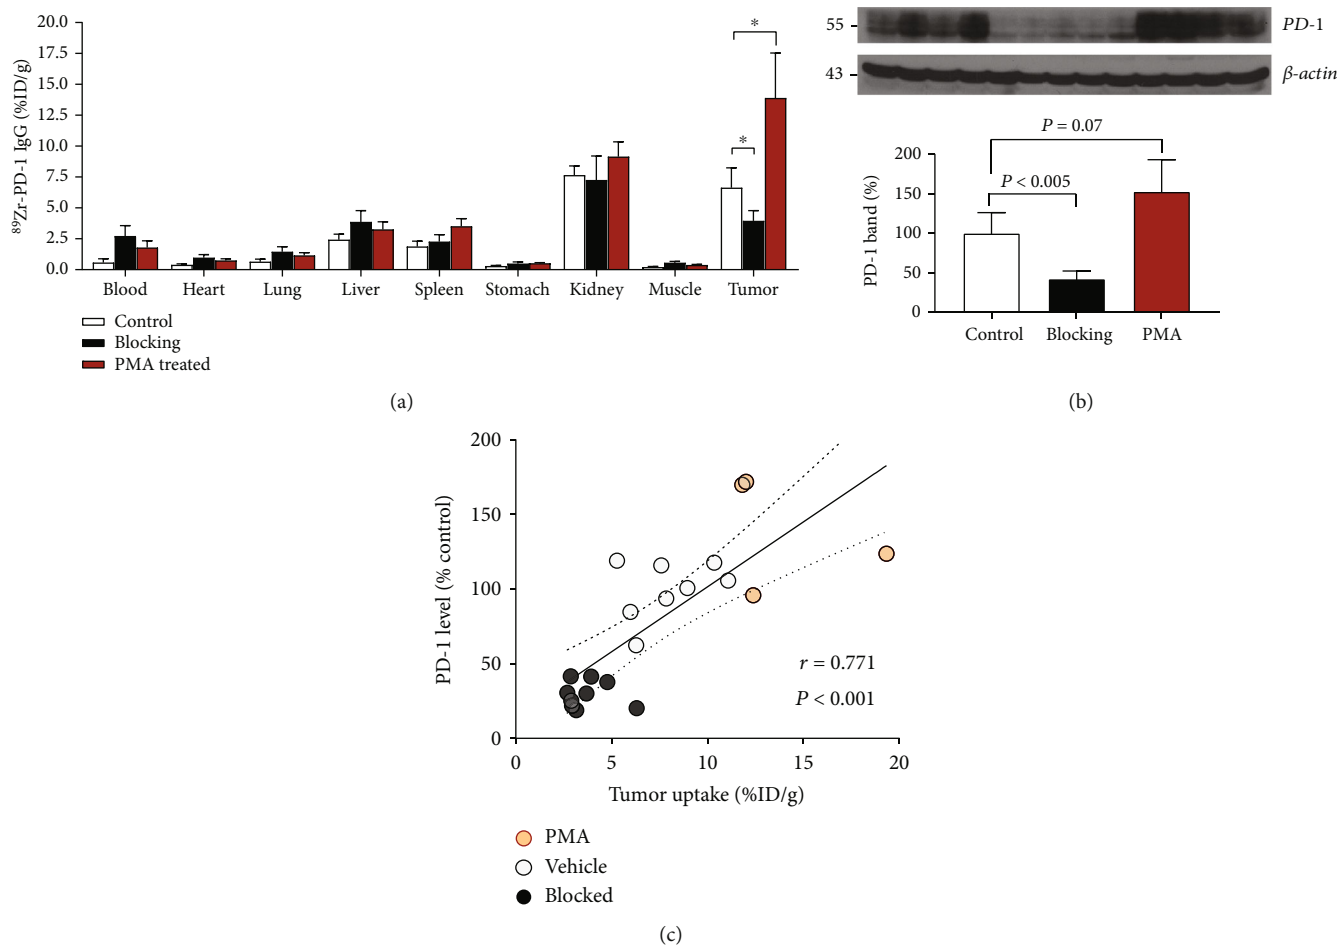 20.0
17.5
15.0
12.5
10.0
7.5
5.0
2.5
0.0
⁸⁹Zr-PD-1 IgG (%ID/g)
*
*
Blood Heart Lung Liver Spleen Stomach Kidney Muscle Tumor
Control
Blocking
PMA treated
(a)
55
PD-1
43
β-actin
P = 0.07
P < 0.005
200
150
100
50
0
PD-1 band (%)
Control Blocking PMA
(b)
200
150
100
50
0
PD-1 level (% control)
r = 0.771
P < 0.001
0 5 10 15 20
Tumor uptake (%ID/g)
PMA
Vehicle
Blocked
(c)